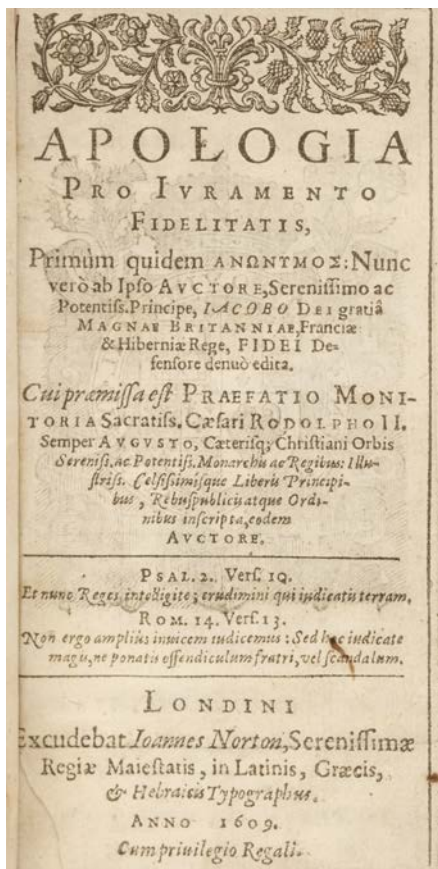 APOLOGIA
PRO IVRAMENTO
FIDELITATIS,
Primùm quidem ΑΝΩΝΥΜΟΣ: Nunc
verò ab Ipso AVCTORE, Sereniſſimo ac
Potentiſſ. Principe, IACOBO DEI gratiâ
MAGNAE BRITANNIAE, Franciæ
& Hiberniæ Rege, FIDEI De-
fenſore denuò edita.
Cui præmiſſa eſt PRAEFATIO MONI-
TORIA Sacratiſſ. Cæſari RODOLPHO II.
Semper AVGVSTO, Cæteriſq; Chriſtiani Orbis
Sereniſſ. ac Potentiſſ. Monarchis ac Regibus: Illu-
ſtriſſ. Celſiſſimiſque Liberis Principi-
bus, Rebuſpublicis atque Ordi-
nibus inſcripta, eodem
AVCTORE.
PSAL. 2. Verſ. 10.
Et nunc Reges intelligite; erudimini qui iudicatis terram.
ROM. 14. Verſ. 13.
Non ergo amplius inuicem iudicemus: Sed hoc iudicate
magis, ne ponatis offendiculum fratri, vel ſcandalum.
LONDINI
Excudebat Ioannes Norton, Sereniſſimæ
Regiæ Maieſtatis, in Latinis, Græcis,
& Hebraicis Typographus.
ANNO 1609.
Cum priuilegio Regali.